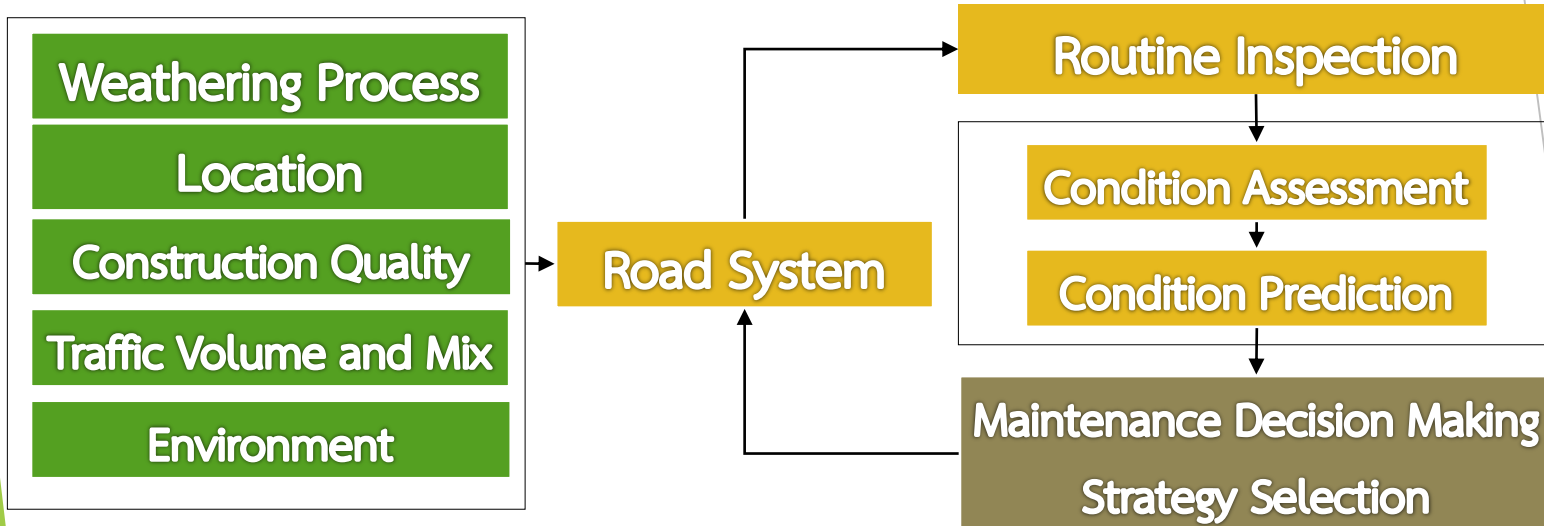 Weathering Process
Location
Construction Quality
Traffic Volume and Mix
Environment
Road System
Routine Inspection
Condition Assessment
Condition Prediction
Maintenance Decision Making
Strategy Selection